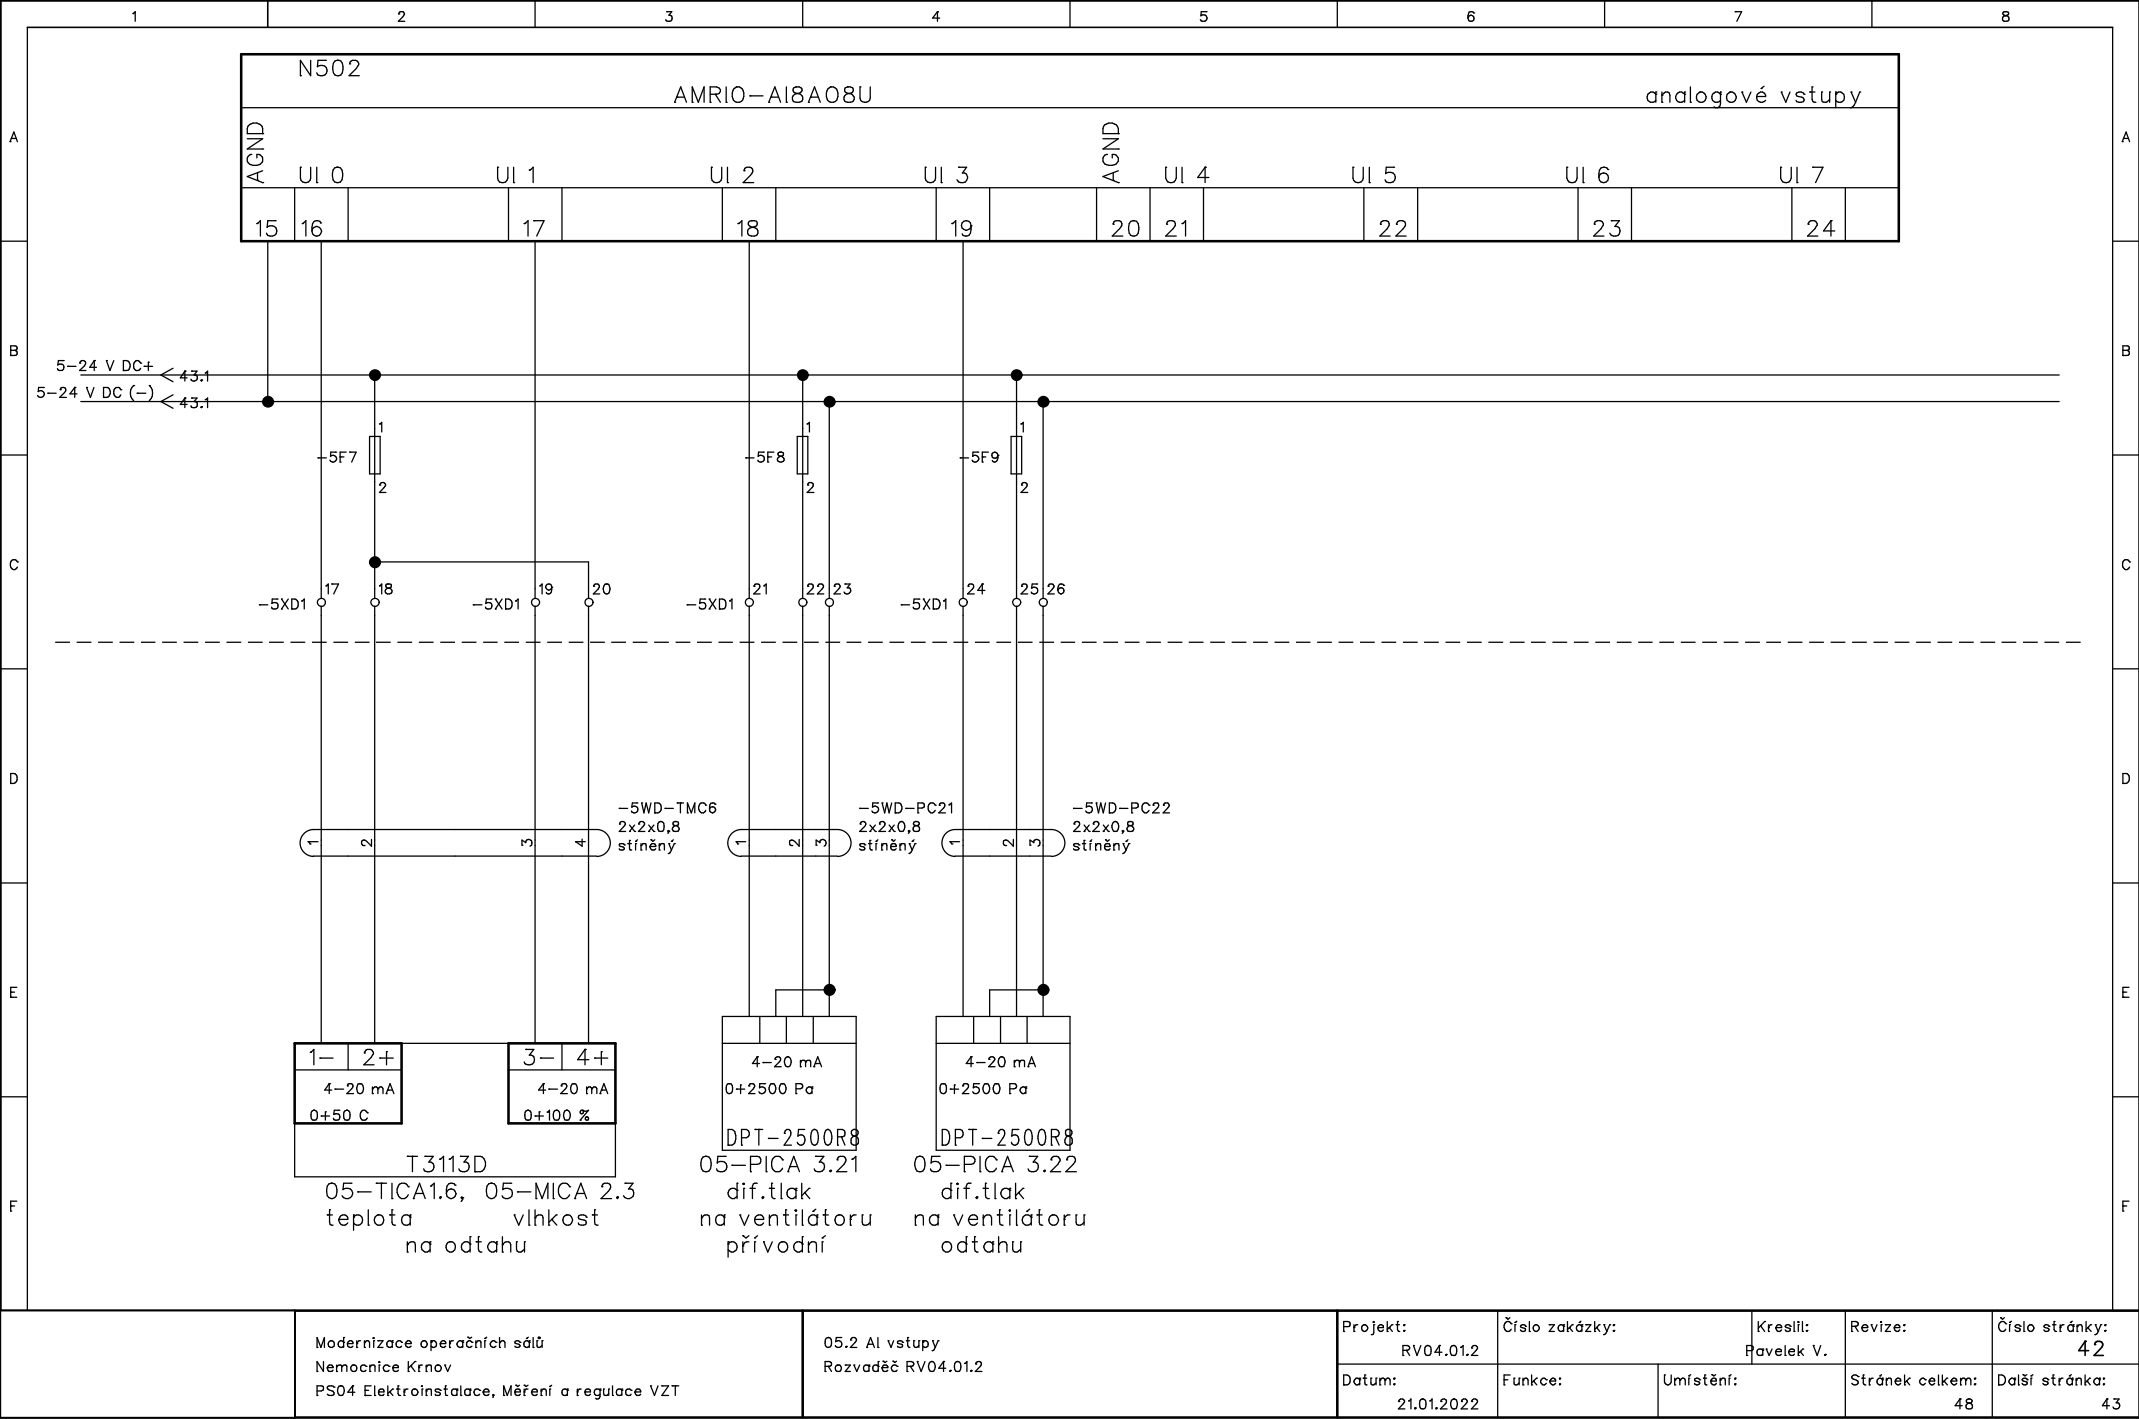 1 2 3 4 5 6 7 8
N502
AMRIO-AI8AO8U analogové vstupy
A A
AGND UI 0 UI 1 UI 2 UI 3 AGND UI 4 UI 5 UI 6 UI 7
15 16 17 18 19 20 21 22 23 24
B B
5-24 V DC+ 43.1
5-24 V DC (-) 43.1
1 1 1
-5F7 -5F8 -5F9
2 2 2
C C
-5XD1 17 18 -5XD1 19 20 -5XD1 21 22 23 -5XD1 24 25 26
D D
-5WD-TMC6 -5WD-PC21 -5WD-PC22
2x2x0,8 2x2x0,8 2x2x0,8
1 2 3 4 stíněný 1 2 3 stíněný 1 2 3 stíněný
E E
1- 2+ 3- 4+ 4-20 mA 4-20 mA
4-20 mA 4-20 mA 0+2500 Pa 0+2500 Pa
0+50 C 0+100 %
DPT-2500R8 DPT-2500R8
T3113D 05-PICA 3.21 05-PICA 3.22
05-TICA1.6, 05-MICA 2.3 dif.tlak dif.tlak
F F
teplota vlhkost na ventilátoru na ventilátoru
na odtahu přívodní odtahu
Modernizace operačních sálů
Nemocnice Krnov
PS04 Elektroinstalace, Měření a regulace VZT
05.2 AI vstupy
Rozvaděč RV04.01.2
Projekt: Číslo zakázky: Kreslil: Revize: Číslo stránky:
RV04.01.2 Pavelek V. 42
Datum: Funkce: Umístění: Stránek celkem: Další stránka:
21.01.2022 48 43